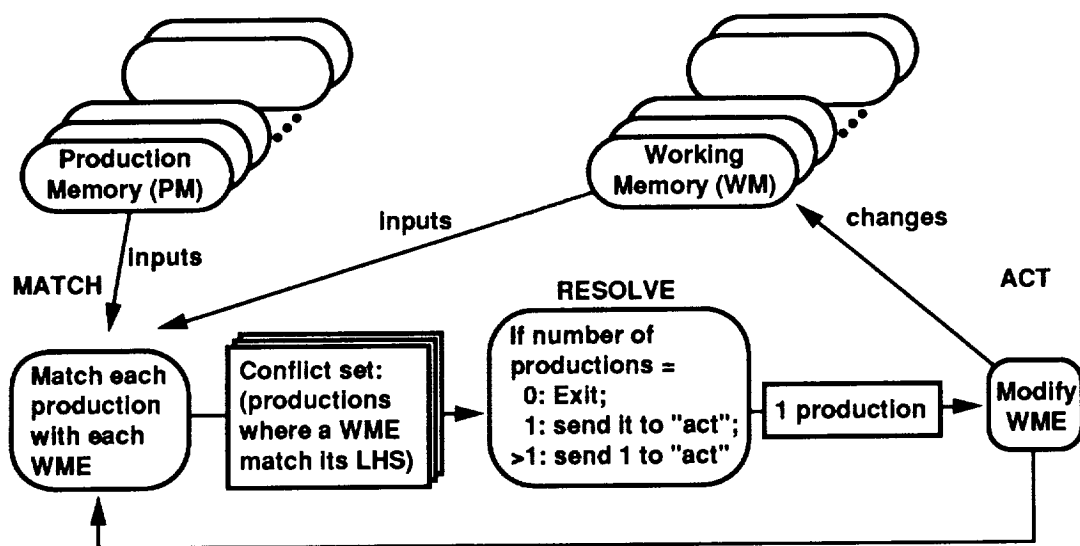 Production
Memory (PM)
Working
Memory (WM)
inputs
inputs
changes
MATCH
RESOLVE
ACT
Match each
production
with each
WME
Conflict set:
(productions
where a WME
match its LHS)
If number of
productions =
0: Exit;
1: send it to "act";
>1: send 1 to "act"
1 production
Modify
WME